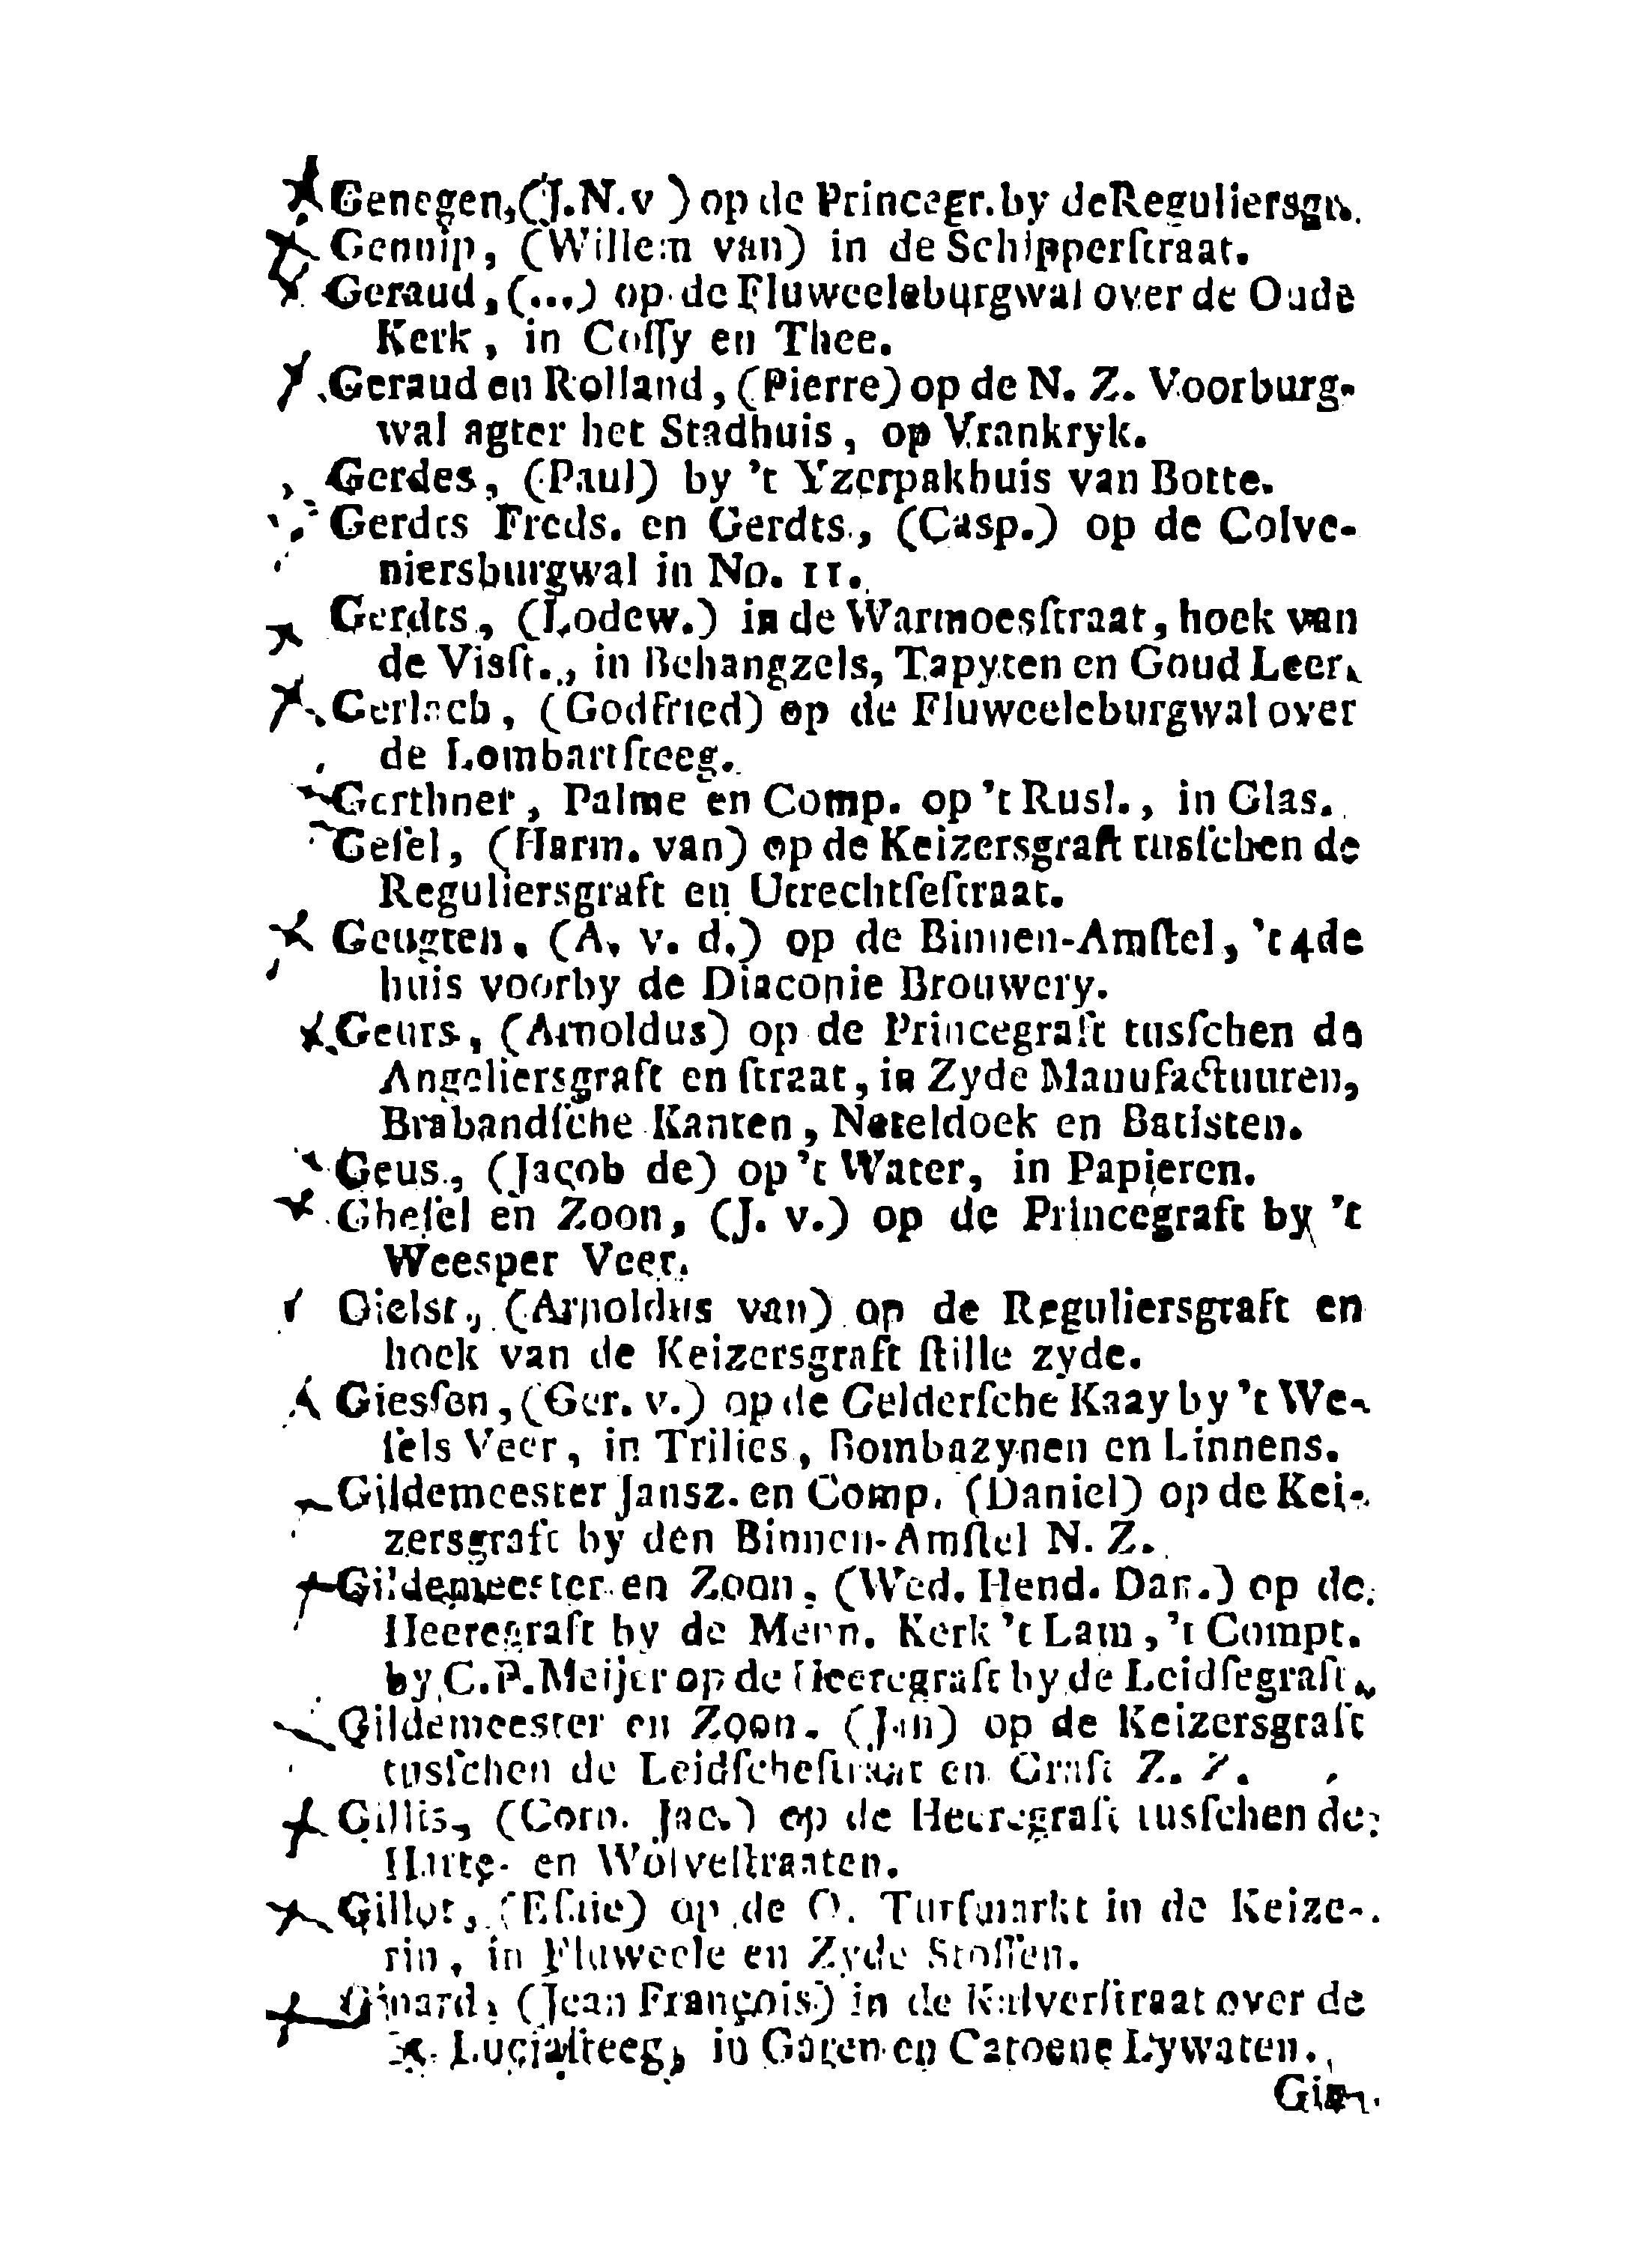 Genegen, (J. N. v ) op de Princegr. by de Reguliersgr.
Gennip, (Willem van) in de Schipperſtraat.
Geraud, (...) op de Fluweeleburgwal over de Oude
Kerk, in Coffy en Thee.
Geraud en Rolland, (Pierre) op de N. Z. Voorburg-
wal agter het Stadhuis, op Vrankryk.
Gerdes, (Paul) by 't Yzerpakhuis van Botte.
Gerdts Freds. en Gerdts., (Casp.) op de Colve-
niersburgwal in No. 11.
Gerdts, (Lodew.) in de Warmoesſtraat, hoek van
de Visſt., in Behangzels, Tapyten en Goud Leer.
Gerlach, (Godfried) op de Fluweeleburgwal over
de Lombartſteeg.
Gerthner, Palme en Comp. op 't Rusl., in Glas.
Geſel, (Harm. van) op de Keizersgraft tusſchen de
Reguliersgraft en Utrechtſeſtraat.
Geugten, (A. v. d.) op de Binnen-Amſtel, 't 4de
huis voorby de Diaconie Brouwery.
Geurs, (Arnoldus) op de Princegraft tusſchen de
Angeliersgraft en ſtraat, in Zyde Manufactuuren,
Brabandſche Kanten, Neteldoek en Batisten.
Geus, (Jacob de) op 't Water, in Papieren.
Gheſel en Zoon, (J. v.) op de Princegraft by 't
Weesper Veer.
Gielst, (Arnoldus van) op de Reguliersgraft en
hoek van de Keizersgraft ſtille zyde.
Giesſen, (Ger. v.) op de Gelderſche Kaay by 't We-
ſels Veer, in Trilies, Bombazynen en Linnens.
Gildemeester Jansz. en Comp. (Daniel) op de Kei-
zersgraft by den Binnen-Amſtel N. Z.
Gildemeester en Zoon, (Wed. Hend. Dan.) op de
Heeregraft by de Menn. Kerk 't Lam, 't Compt.
by C. P. Meijer op de Heeregraft by de Leidſegraft.
Gildemeester en Zoon. (Jan) op de Keizersgraft
tusſchen de Leidſcheſtraat en Graft Z. Z.
Gillis, (Corn. Jac.) op de Heeregraft tusſchen de
Harte- en Wolveſtraaten.
Gillot, (Eſaie) op de O. Turfmarkt in de Keize-
rin, in Fluweele en Zyde Stoffen.
Ginard, (Jean François) in de Kalverſtraat over de
St. Luciaſteeg, in Garen en Catoene Lywaten.
Gin-